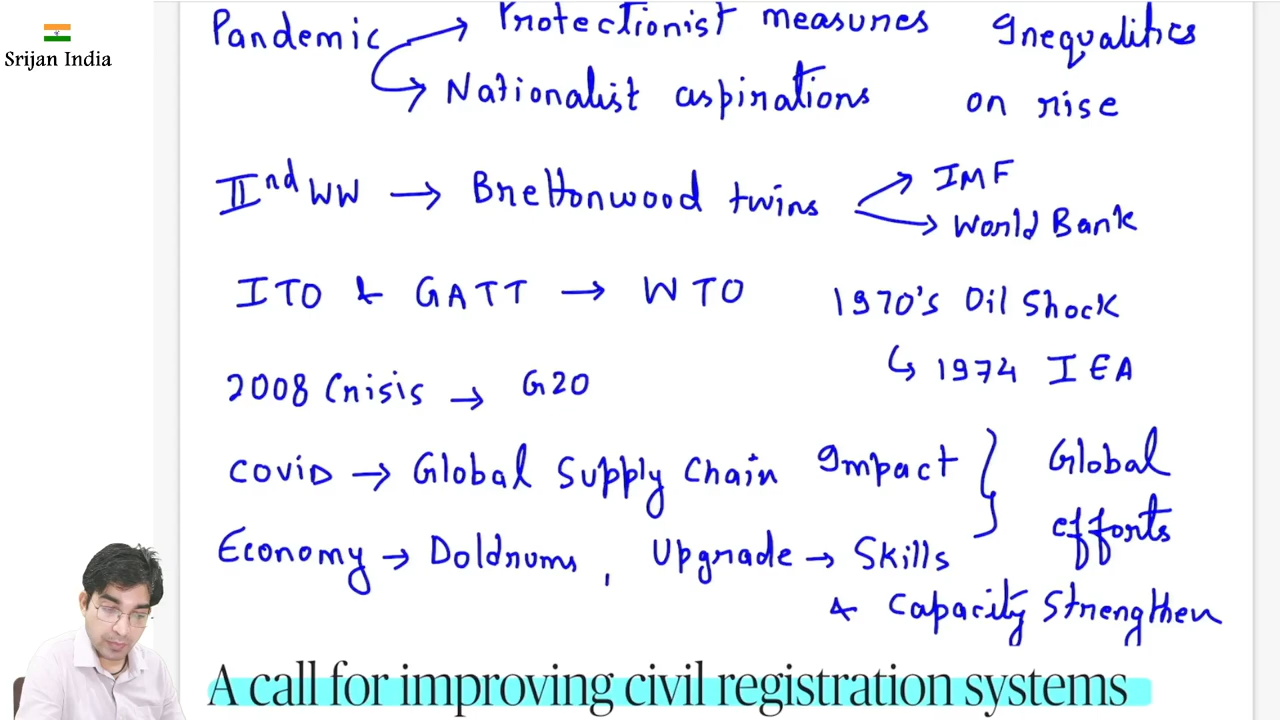 Srijan India
Pandemic → Protectionist measures Inequalities
→ Nationalist aspirations on rise
IInd WW → Brettonwood twins → IMF
→ World Bank
ITO & GATT → WTO 1970's Oil Shock
↳ 1974 IEA
2008 Crisis → G20
COVID → Global Supply Chain Impact } Global
efforts
Economy → Doldrums, Upgrade → Skills
& Capacity Strengthen
A call for improving civil registration systems